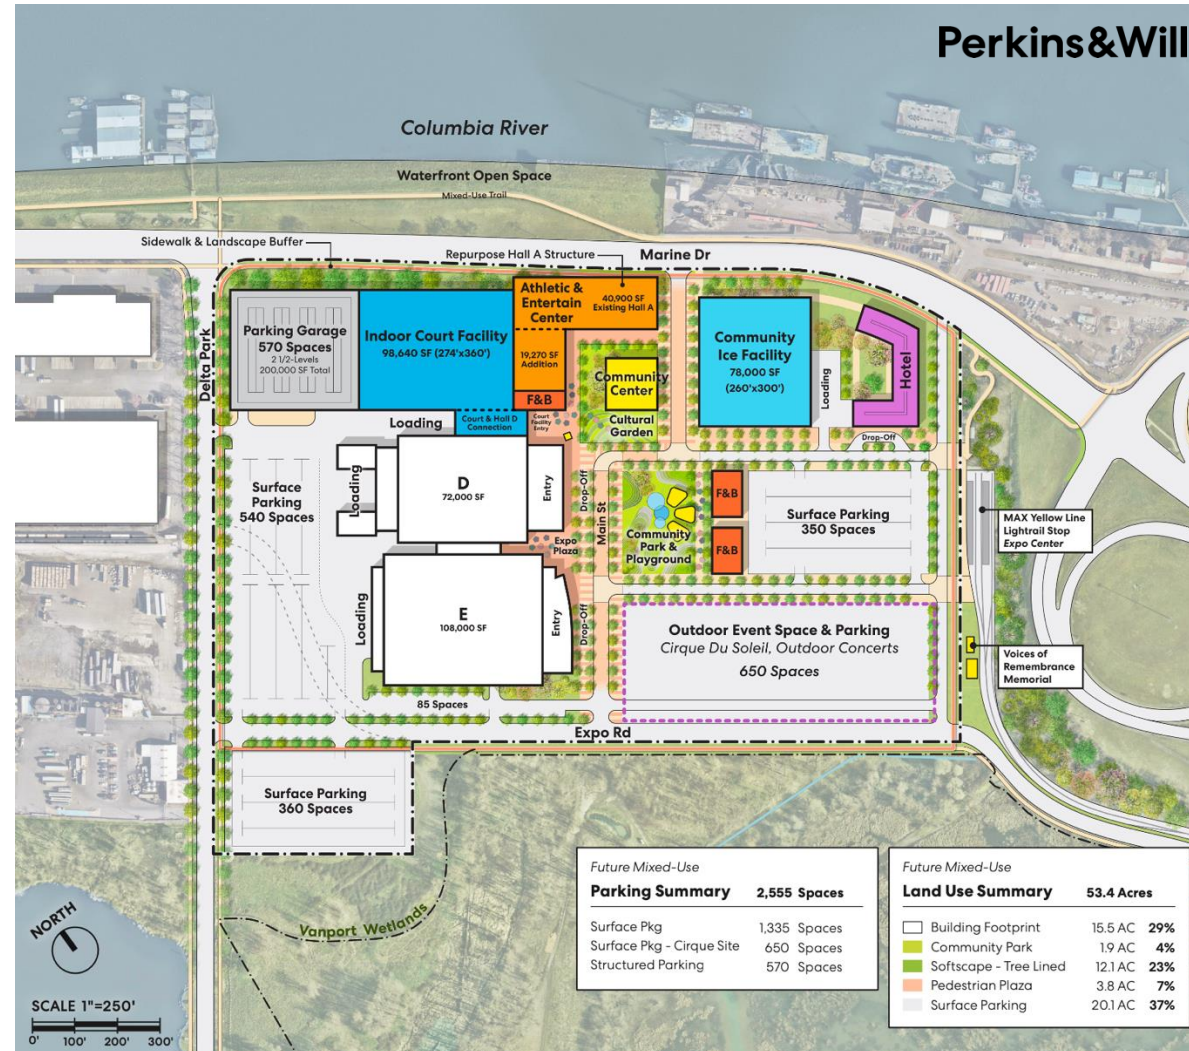 Perkins&Will
Columbia River
Waterfront Open Space
Mixed-Use Trail
Sidewalk & Landscape Buffer
Repurpose Hall A Structure
Marine Dr
Delta Park
Parking Garage
570 Spaces
2 1/2-Levels
200,000 SF Total
Indoor Court Facility
98,640 SF (274'x360')
Athletic &
Entertain
Center
40,900 SF
Existing Hall A
19,270 SF
Addition
F&B
Court
Facility
Entry
Court & Hall D
Connection
Community
Center
Cultural
Garden
Community
Ice Facility
78,000 SF
(260'x300')
Loading
Hotel
Drop-Off
Loading
Loading
D
72,000 SF
Entry
Drop-Off
Main St
Surface
Parking
540 Spaces
Expo
Plaza
Community
Park &
Playground
F&B
F&B
Surface Parking
350 Spaces
MAX Yellow Line
Lightrail Stop
Expo Center
Loading
E
108,000 SF
Entry
Drop-Off
Outdoor Event Space & Parking
Cirque Du Soleil, Outdoor Concerts
650 Spaces
Voices of
Remembrance
Memorial
85 Spaces
Expo Rd
Surface Parking
360 Spaces
Vanport Wetlands
NORTH
SCALE 1"=250'
0' 100' 200' 300'
Future Mixed-Use
Parking Summary 2,555 Spaces
Surface Pkg 1,335 Spaces
Surface Pkg - Cirque Site 650 Spaces
Structured Parking 570 Spaces
Future Mixed-Use
Land Use Summary 53.4 Acres
Building Footprint 15.5 AC 29%
Community Park 1.9 AC 4%
Softscape - Tree Lined 12.1 AC 23%
Pedestrian Plaza 3.8 AC 7%
Surface Parking 20.1 AC 37%